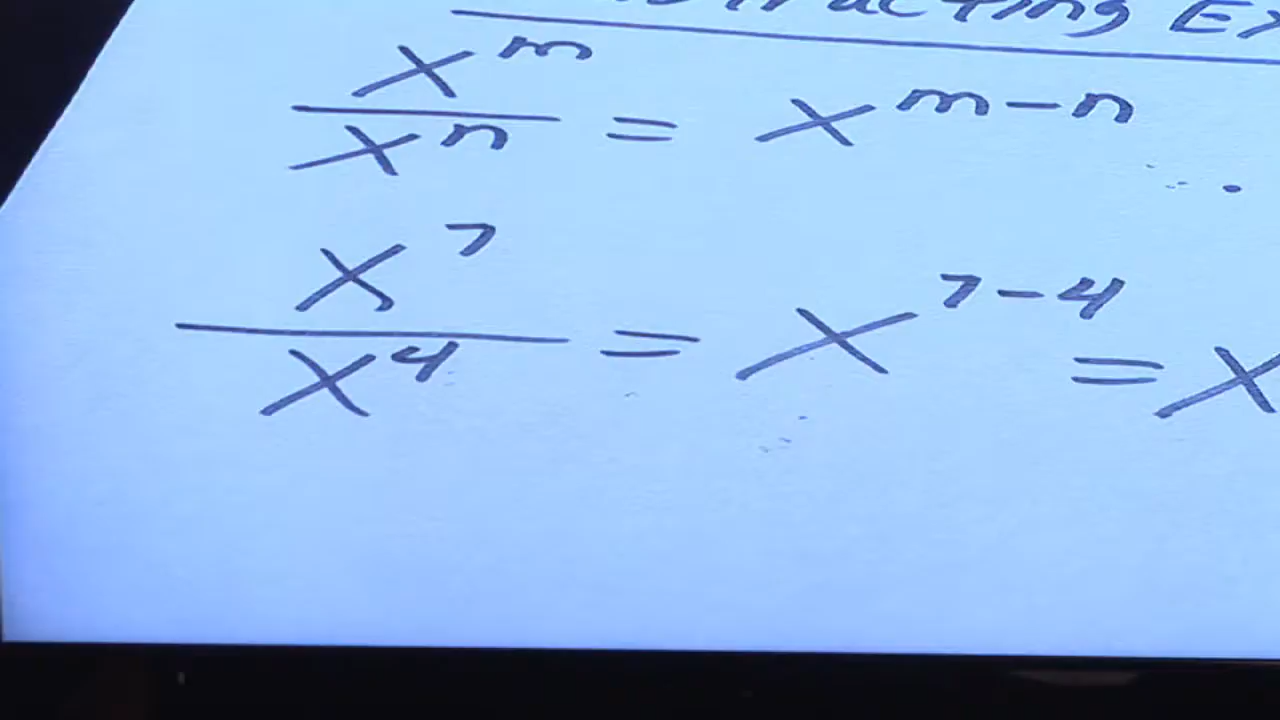 x^m / x^n = x^(m-n)
x^7 / x^4 = x^(7-4) = x